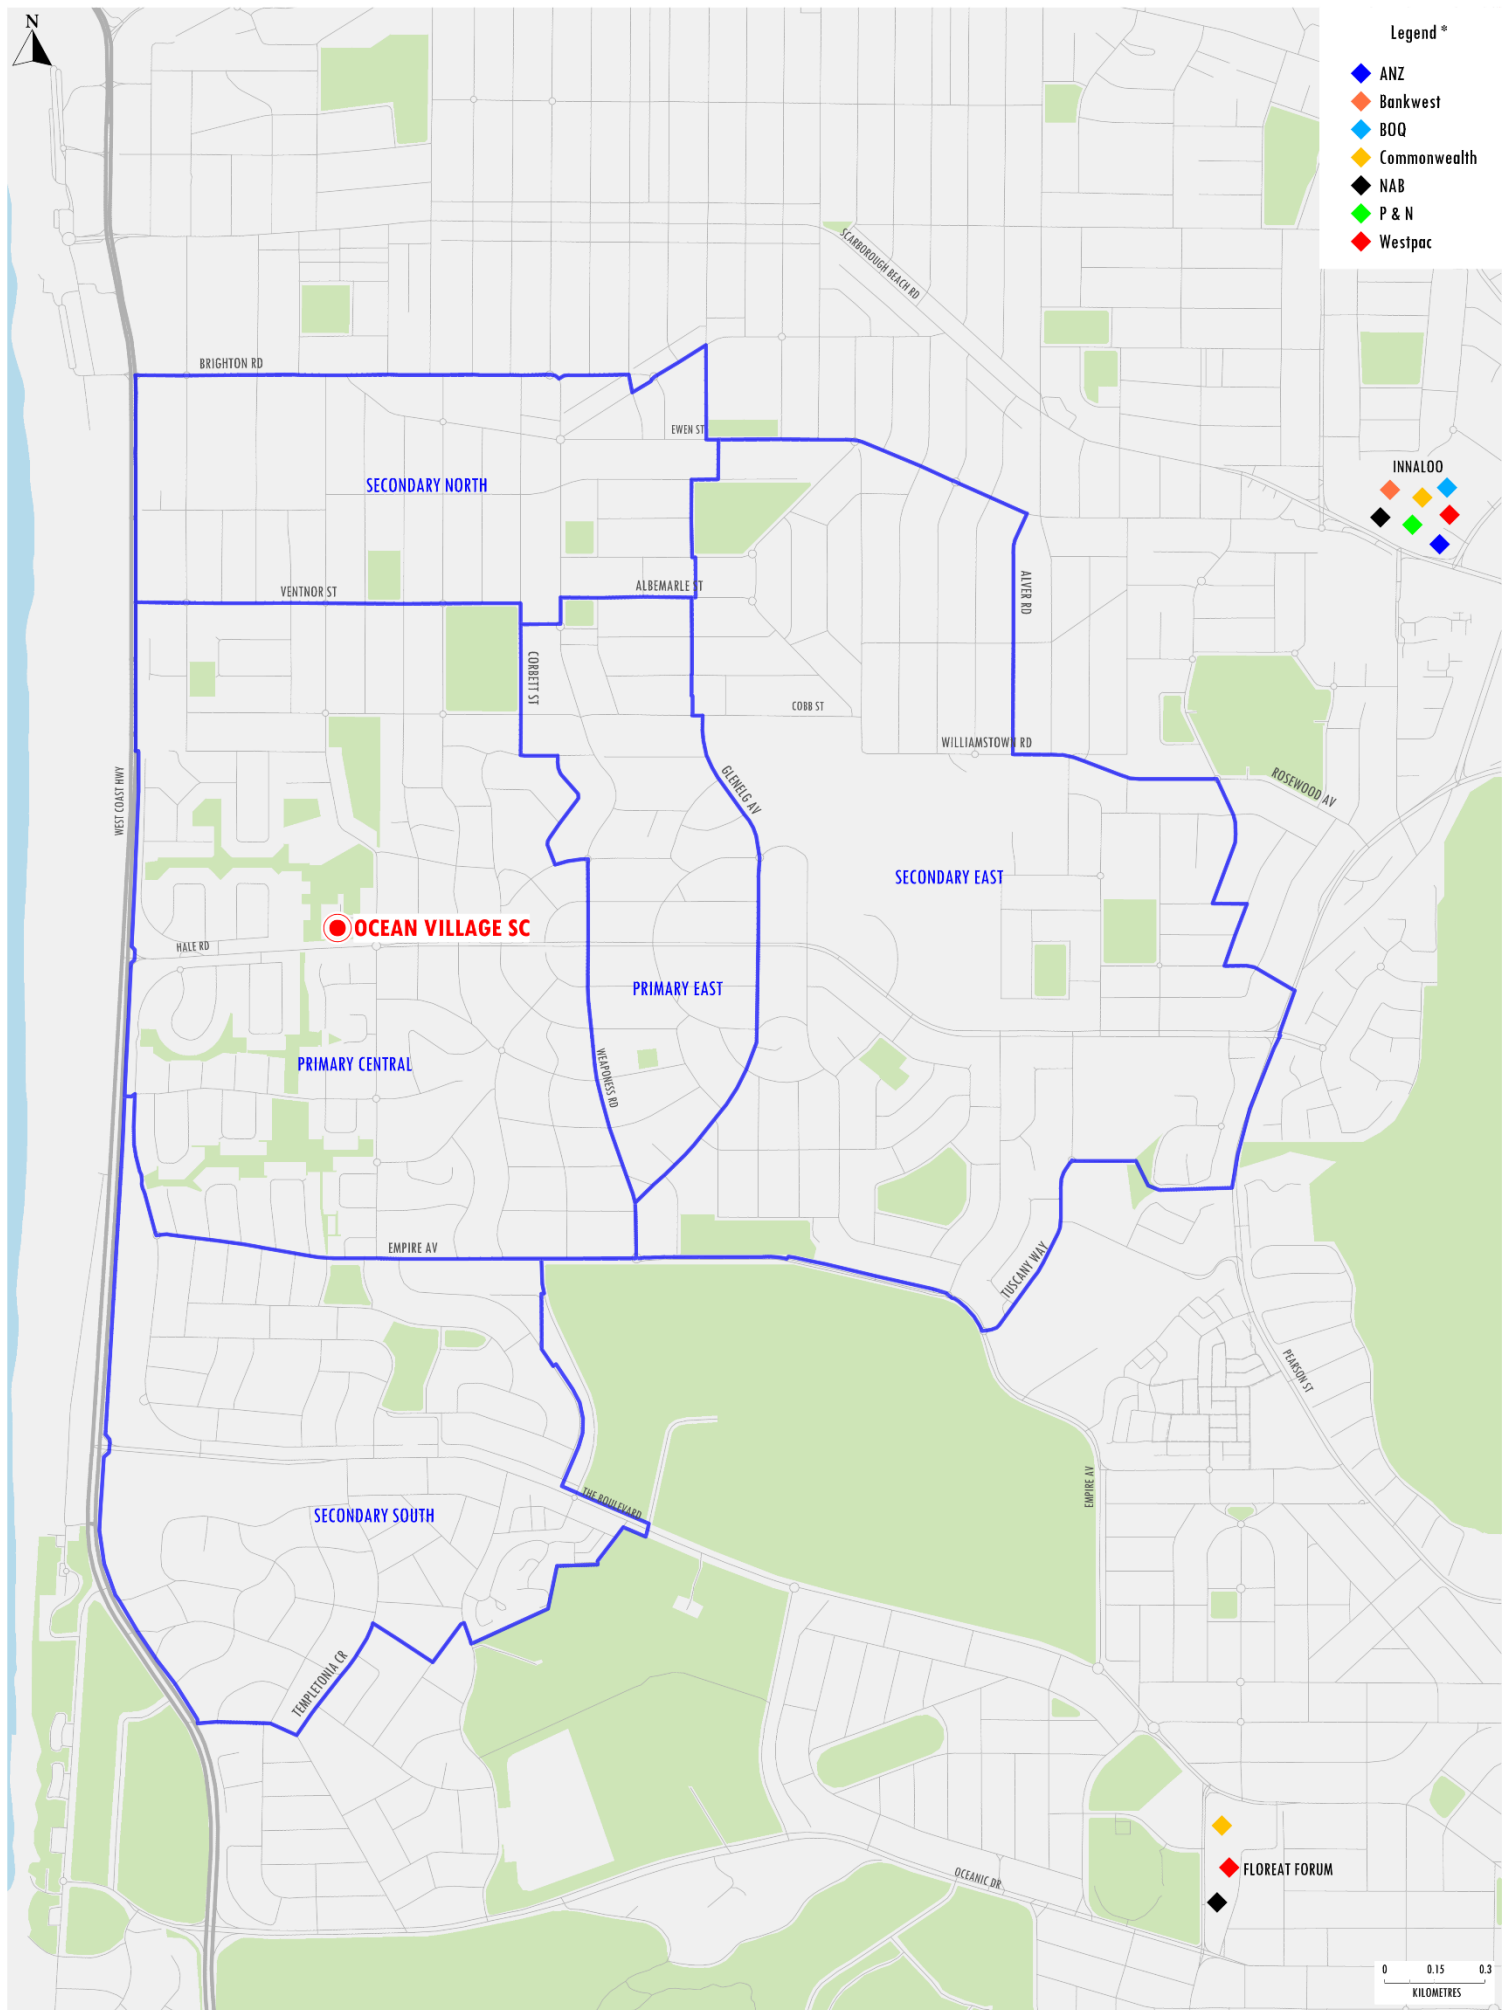 N
Legend *
ANZ
Bankwest
BOQ
Commonwealth
NAB
P & N
Westpac
SCARBOROUGH BEACH RD
BRIGHTON RD
EWEN ST
INNALOO
SECONDARY NORTH
VENTNOR ST
ALBEMARLE ST
ALVER RD
CORBETT ST
COBB ST
WILLIAMSTOWN RD
WEST COAST HWY
GLENELG AV
ROSEWOOD AV
SECONDARY EAST
OCEAN VILLAGE SC
HALE RD
PRIMARY EAST
PRIMARY CENTRAL
WEAPONESS RD
EMPIRE AV
TUSCANY WAY
PEARSON ST
EMPIRE AV
THE BOULEVARD
SECONDARY SOUTH
TEMPLETONIA CR
OCEANIC DR
FLOREAT FORUM
0 0.15 0.3
KILOMETRES